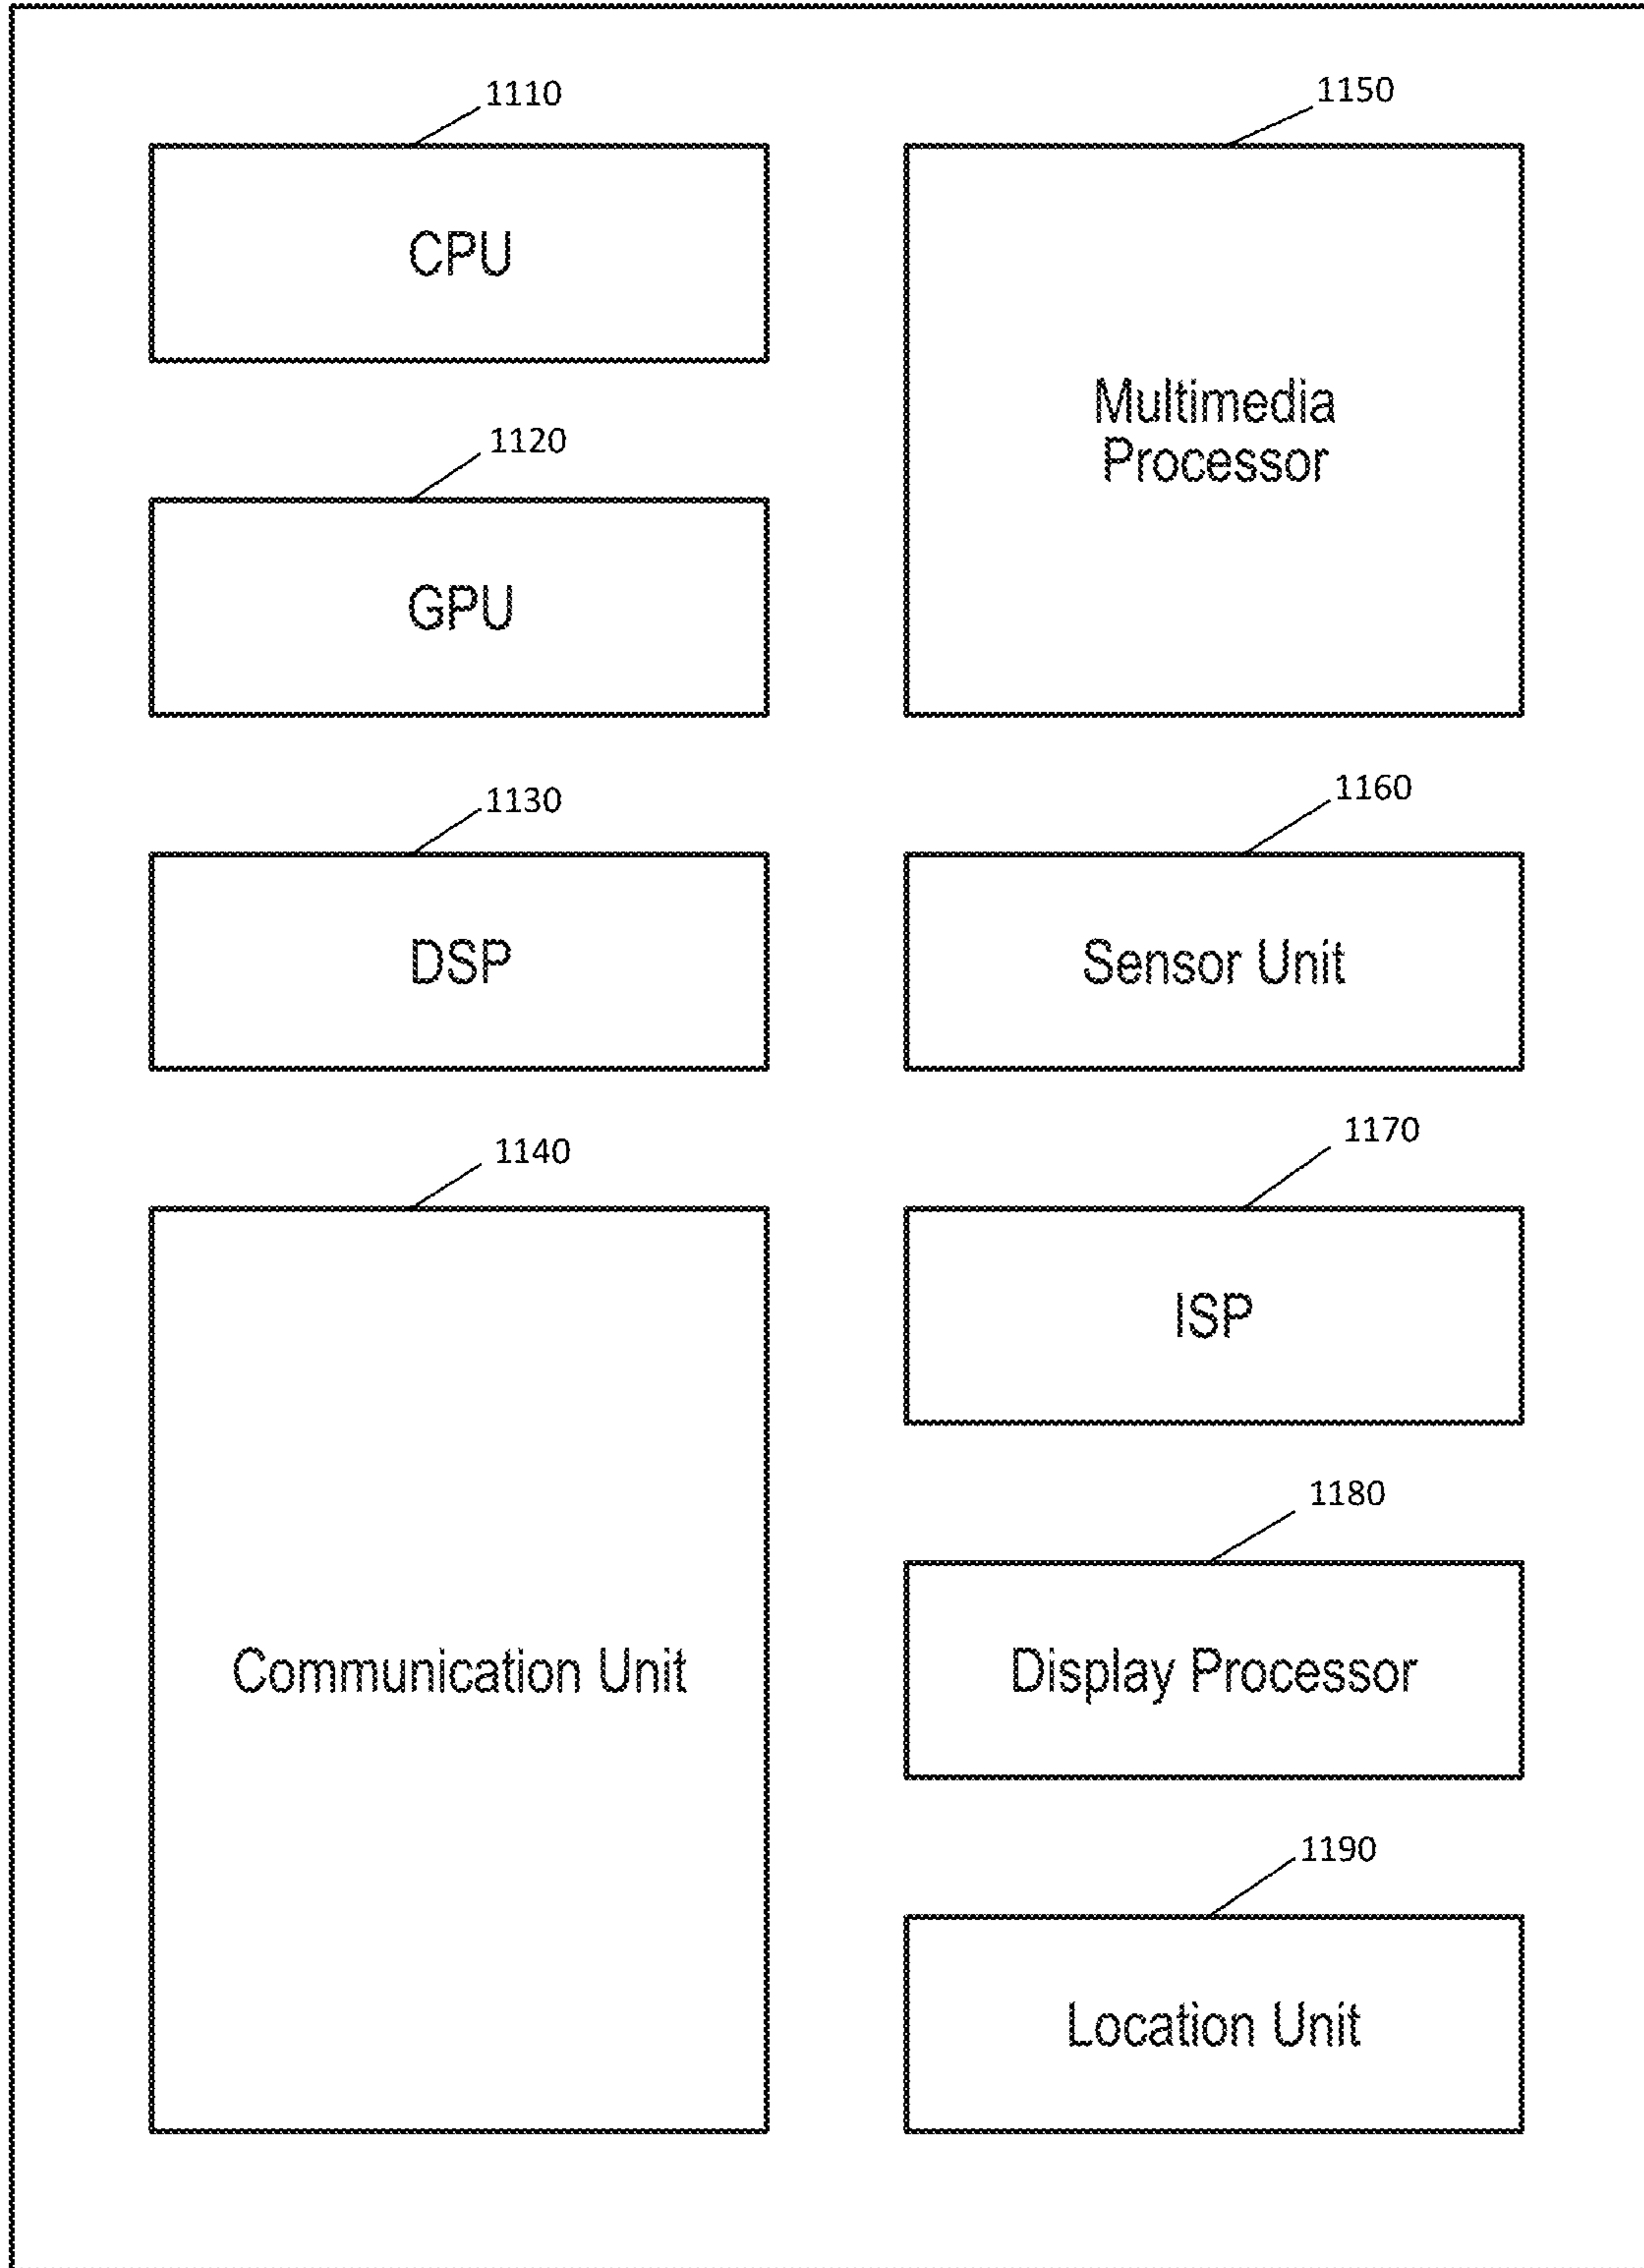 1110
CPU
1120
GPU
1130
DSP
1140
Communication Unit
1150
Multimedia
Processor
1160
Sensor Unit
1170
ISP
1180
Display Processor
1190
Location Unit